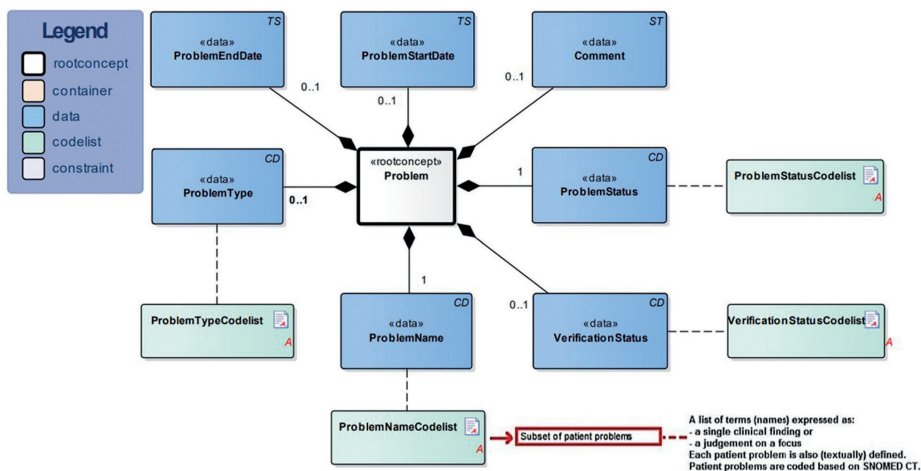 Legend
rootconcept
container
data
codelist
constraint
TS
«data»
ProblemEndDate
0..1
TS
«data»
ProblemStartDate
0..1
ST
«data»
Comment
0..1
CD
«data»
ProblemType
0..1
«rootconcept»
Problem
1
CD
«data»
ProblemStatus
ProblemStatusCodelist
A
ProblemTypeCodelist
A
1
CD
«data»
ProblemName
0..1
CD
«data»
VerificationStatus
VerificationStatusCodelist
A
ProblemNameCodelist
A
Subset of patient problems
A list of terms (names) expressed as:
- a single clinical finding or
- a judgement on a focus
Each patient problem is also (textually) defined.
Patient problems are coded based on SNOMED CT.